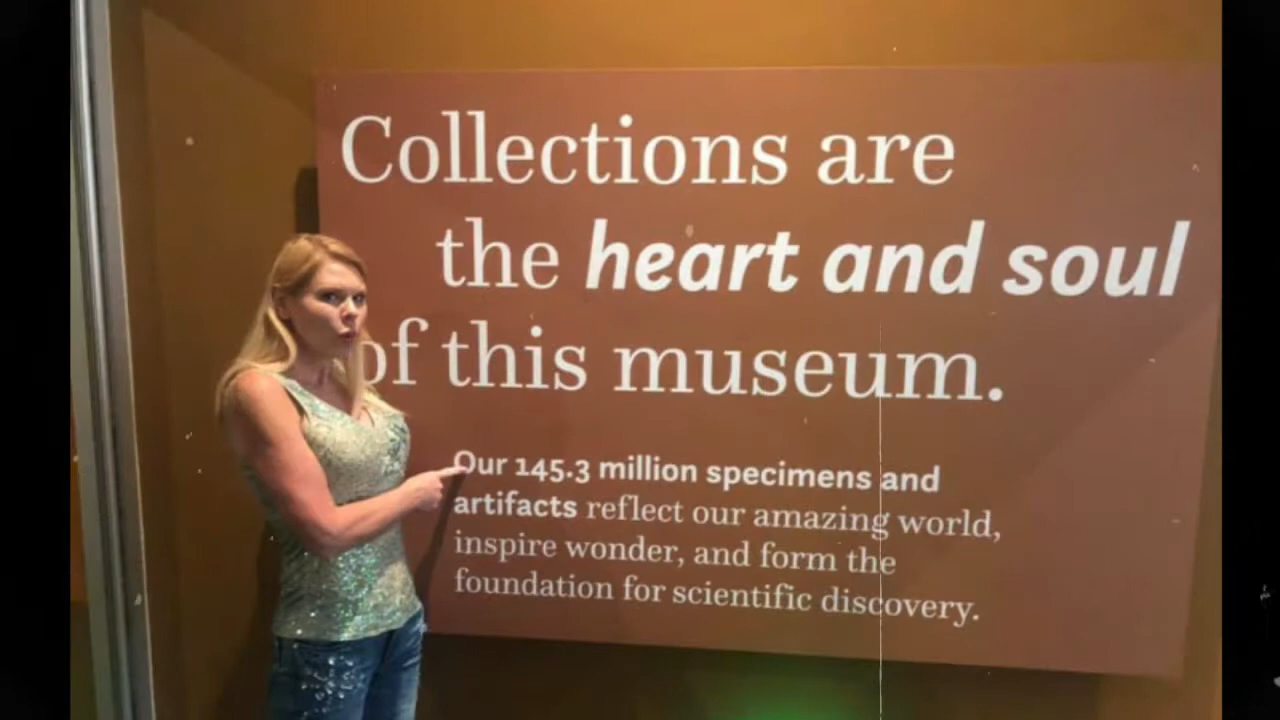 Collections are
the heart and soul
of this museum.
Our 145.3 million specimens and
artifacts reflect our amazing world,
inspire wonder, and form the
foundation for scientific discovery.